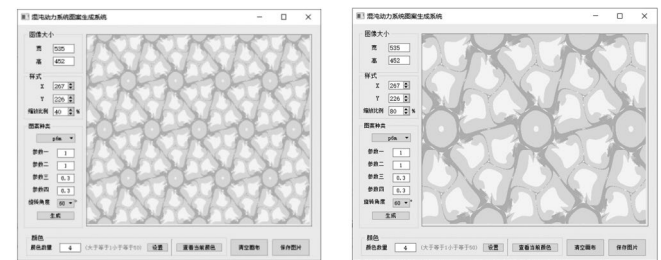 混沌动力系统图案生成系统
图像大小
宽 535
高 452
样式
X 267
Y 226
缩放比例 40 %
图案种类
p6m
参数一 1
参数二 1
参数三 0.3
参数四 0.3
旋转角度 60 °
生成
颜色
颜色数量 4 (大于等于1小于等于50) 设置 查看当前颜色 清空画布 保存图片
混沌动力系统图案生成系统
图像大小
宽 535
高 452
样式
X 267
Y 226
缩放比例 80 %
图案种类
p6m
参数一 1
参数二 1
参数三 0.3
参数四 0.3
旋转角度 60 °
生成
颜色
颜色数量 4 (大于等于1小于等于50) 设置 查看当前颜色 清空画布 保存图片